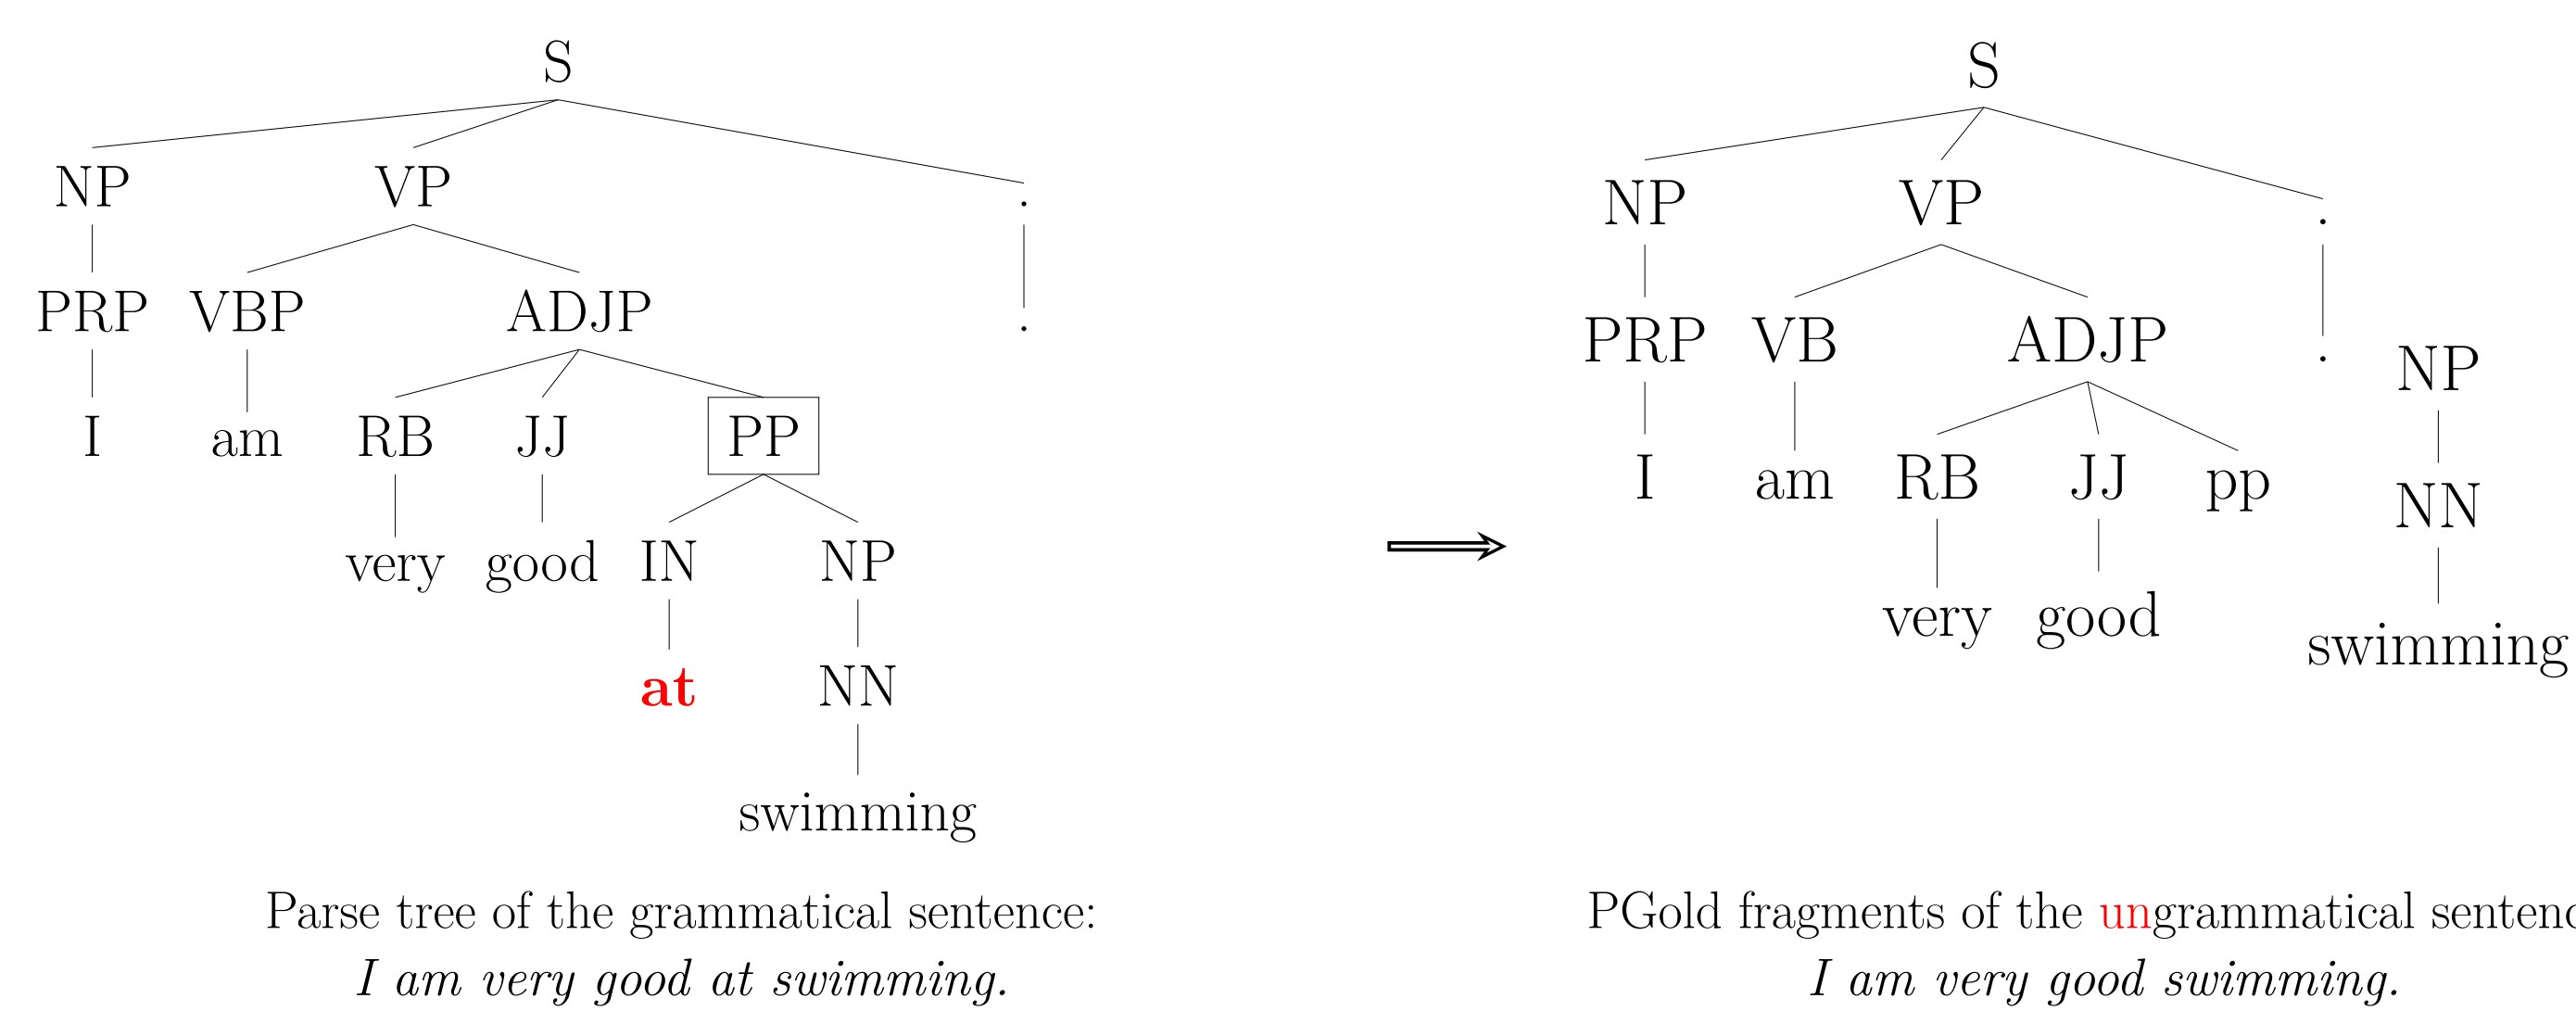 S S
NP VP . NP VP .
PRP VBP ADJP . PRP VB ADJP . NP
I am RB JJ PP I am RB JJ pp NN
very good IN NP very good swimming
at NN
swimming
Parse tree of the grammatical sentence: PGold fragments of the ungrammatical sentenc
I am very good at swimming. I am very good swimming.